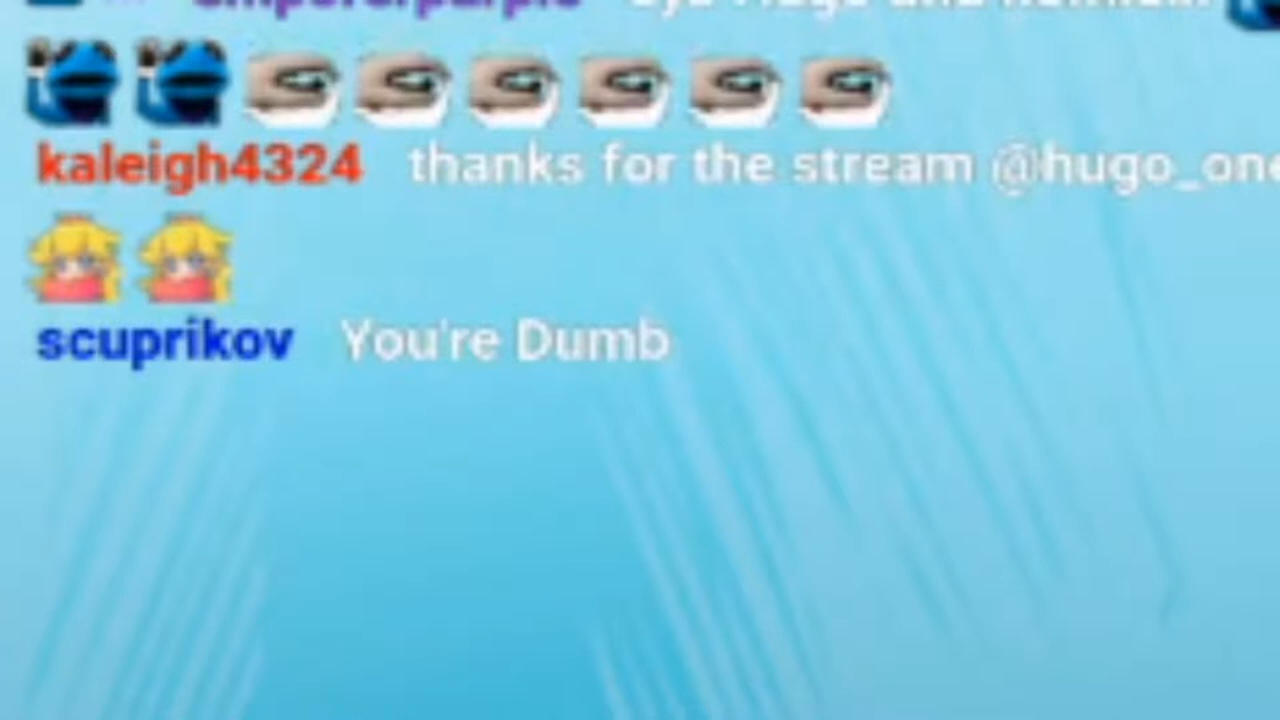 kaleigh4324 thanks for the stream @hugo_one
scuprikov You're Dumb